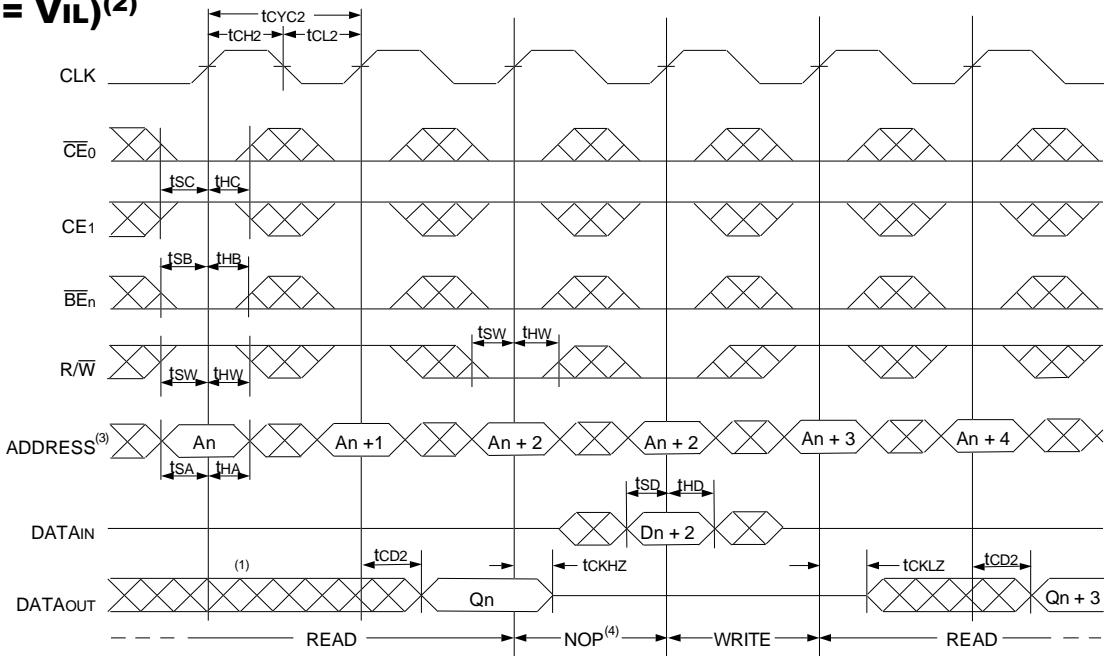 = VIL)(2)
tCYC2
tCH2 tCL2
CLK
CE0
tSC tHC
CE1
tSB tHB
BEn
tSW tHW
R/W
tSW tHW
ADDRESS(3) An An +1 An + 2 An + 2 An + 3 An + 4
tSA tHA
tSD tHD
DATAIN Dn + 2
(1) tCD2 tCKHZ tCKLZ tCD2
DATAOUT Qn Qn + 3
READ NOP(4) WRITE READ